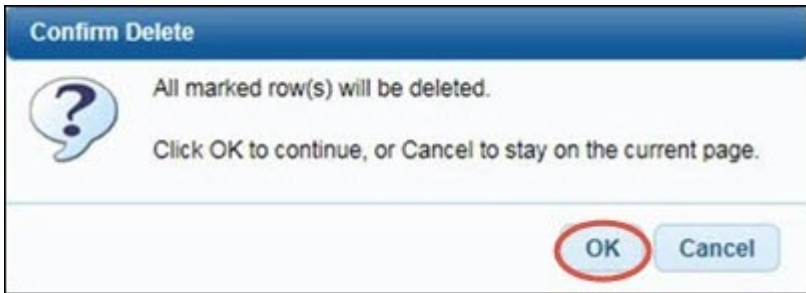 Confirm Delete
All marked row(s) will be deleted.
Click OK to continue, or Cancel to stay on the current page.
OK Cancel